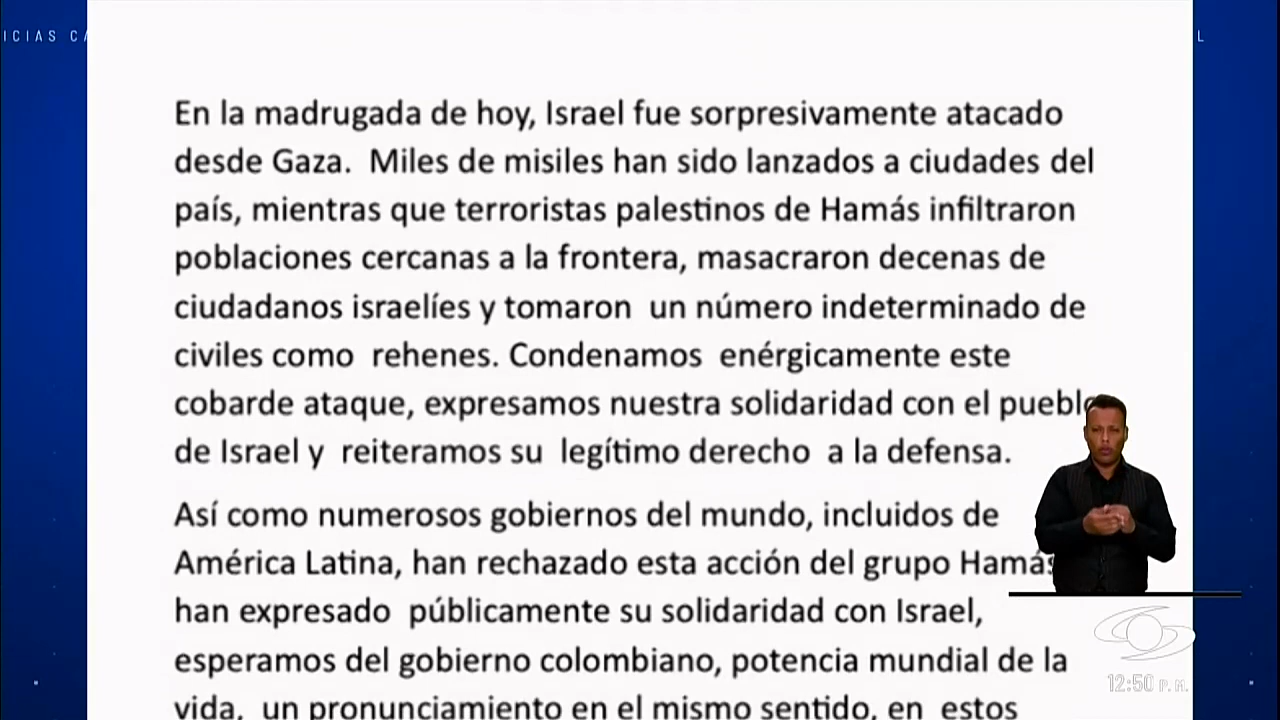 ICIAS CA
L
En la madrugada de hoy, Israel fue sorpresivamente atacado
desde Gaza. Miles de misiles han sido lanzados a ciudades del
país, mientras que terroristas palestinos de Hamás infiltraron
poblaciones cercanas a la frontera, masacraron decenas de
ciudadanos israelíes y tomaron un número indeterminado de
civiles como rehenes. Condenamos enérgicamente este
cobarde ataque, expresamos nuestra solidaridad con el pueblo
de Israel y reiteramos su legítimo derecho a la defensa.
Así como numerosos gobiernos del mundo, incluidos de
América Latina, han rechazado esta acción del grupo Hamás
han expresado públicamente su solidaridad con Israel,
esperamos del gobierno colombiano, potencia mundial de la
vida, un pronunciamiento en el mismo sentido, en estos
12:50 P. M.